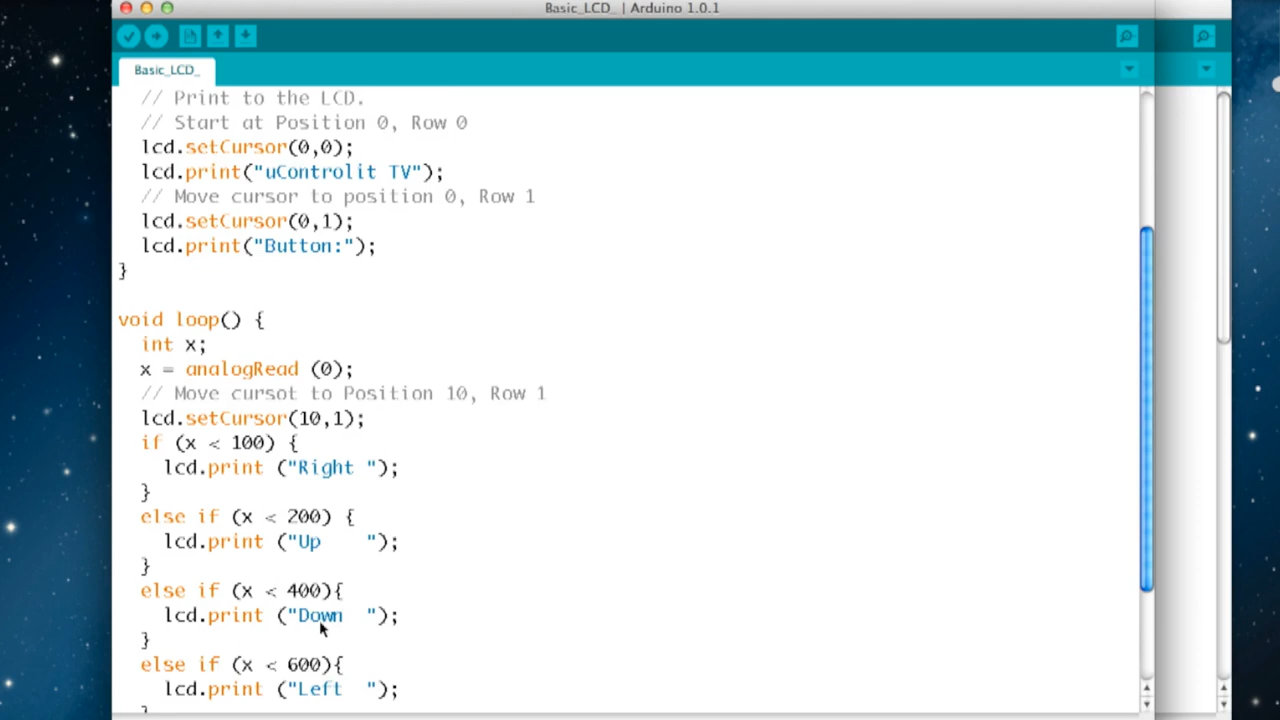 Basic_LCD_ | Arduino 1.0.1
Basic_LCD_
// Print to the LCD.
// Start at Position 0, Row 0
lcd.setCursor(0,0);
lcd.print("uControlit TV");
// Move cursor to position 0, Row 1
lcd.setCursor(0,1);
lcd.print("Button:");
}
void loop() {
int x;
x = analogRead (0);
// Move cursot to Position 10, Row 1
lcd.setCursor(10,1);
if (x < 100) {
lcd.print ("Right ");
}
else if (x < 200) {
lcd.print ("Up    ");
}
else if (x < 400){
lcd.print ("Down  ");
}
else if (x < 600){
lcd.print ("Left  ");
}